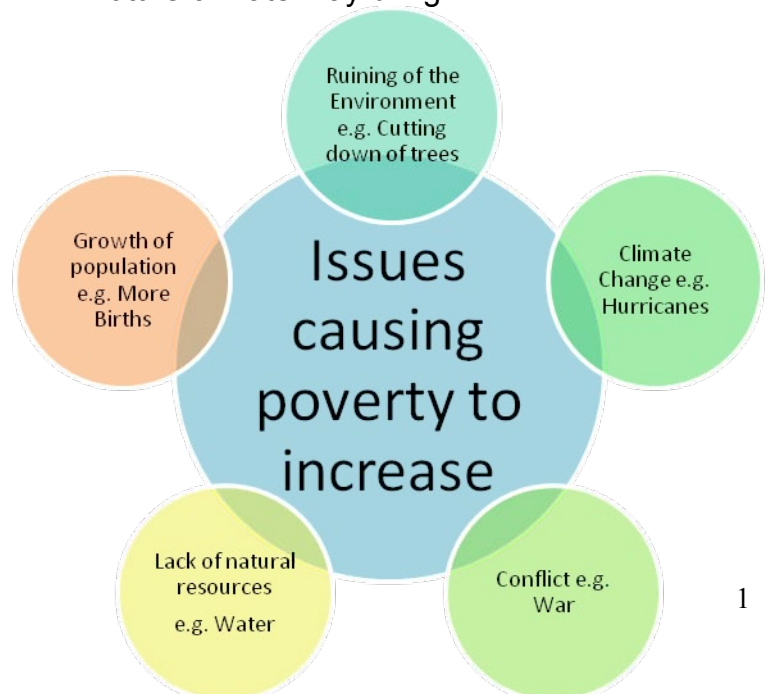 Ruining of the
Environment
e.g. Cutting
down of trees
Growth of
population
e.g. More
Births
Climate
Change e.g.
Hurricanes
Issues
causing
poverty to
increase
Lack of natural
resources
e.g. Water
Conflict e.g.
War
1